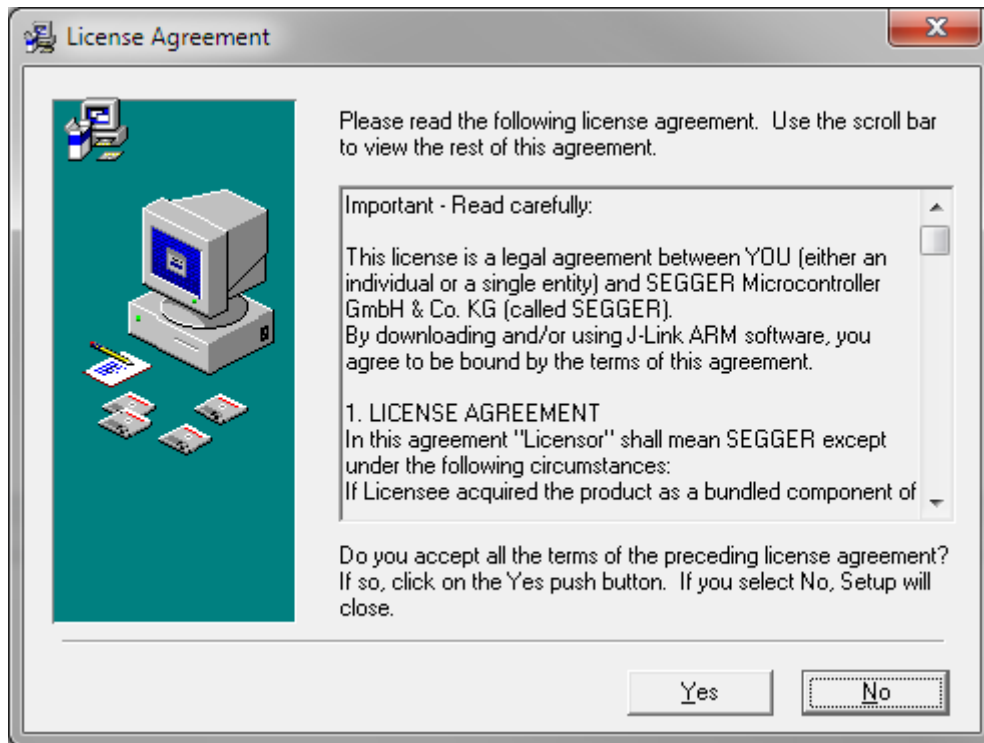 License Agreement
Please read the following license agreement.  Use the scroll bar
to view the rest of this agreement.
Important - Read carefully:
This license is a legal agreement between YOU (either an
individual or a single entity) and SEGGER Microcontroller
GmbH & Co. KG (called SEGGER).
By downloading and/or using J-Link ARM software, you
agree to be bound by the terms of this agreement.
1. LICENSE AGREEMENT
In this agreement "Licensor" shall mean SEGGER except
under the following circumstances:
If Licensee acquired the product as a bundled component of
Do you accept all the terms of the preceding license agreement?
If so, click on the Yes push button.  If you select No, Setup will
close.
Yes No